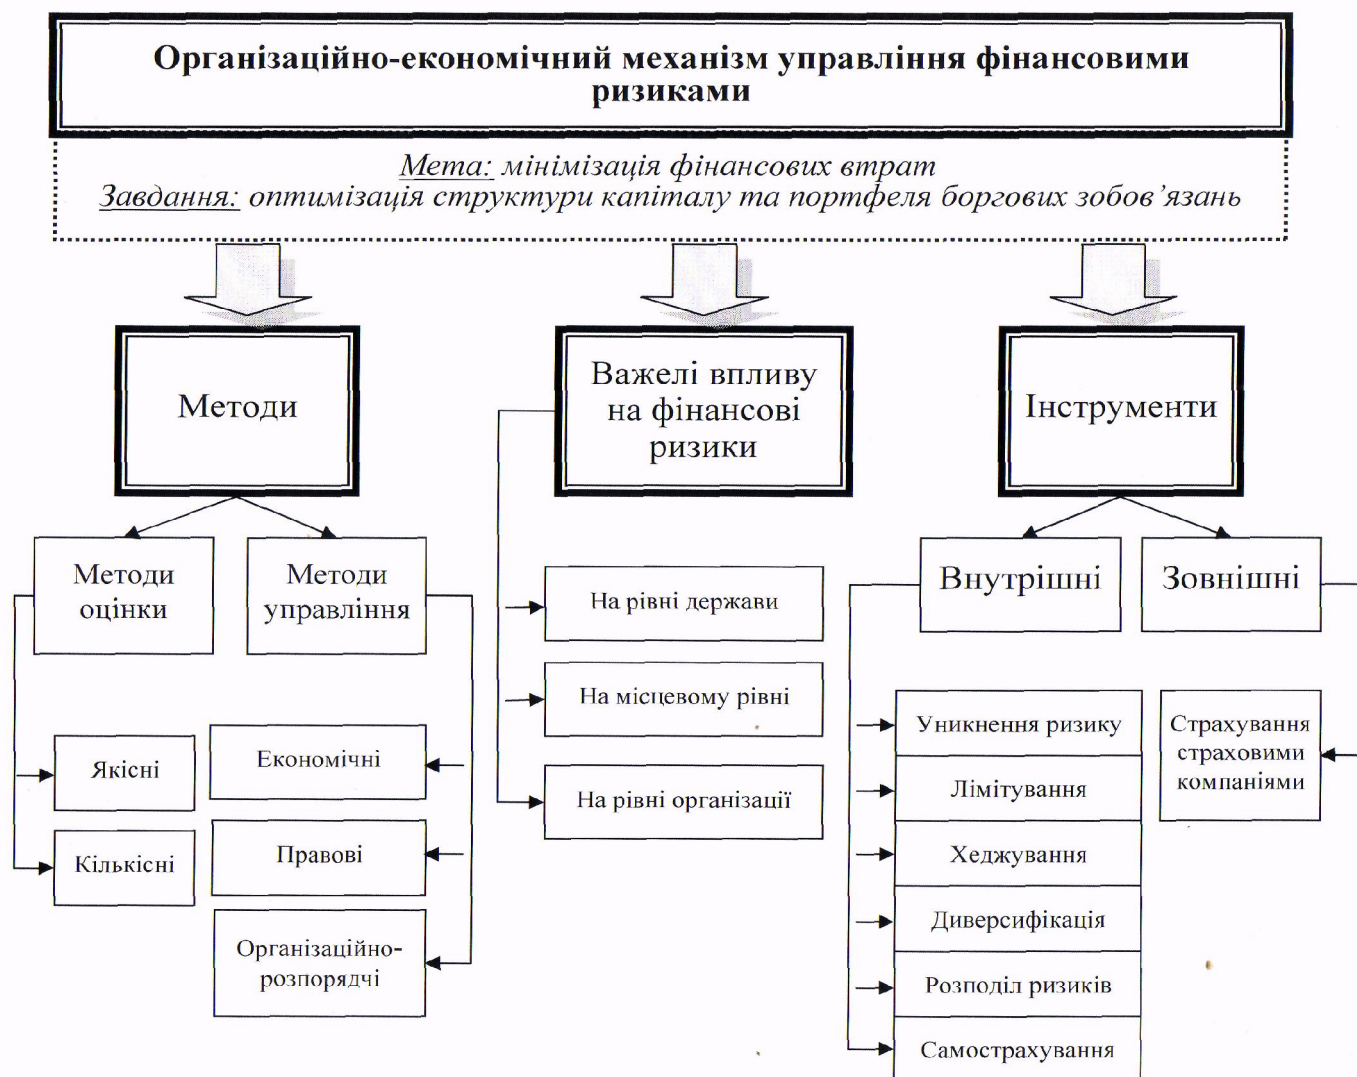 Організаційно-економічний механізм управління фінансовими
ризиками
Мета: мінімізація фінансових втрат
Завдання: оптимізація структури капіталу та портфеля боргових зобов’язань
Методи
Важелі впливу
на фінансові
ризики
Інструменти
Методи
оцінки
Методи
управління
Якісні
Кількісні
Економічні
Правові
Організаційно-
розпорядчі
На рівні держави
На місцевому рівні
На рівні організації
Внутрішні
Зовнішні
Уникнення ризику
Лімітування
Хеджування
Диверсифікація
Розподіл ризиків
Самострахування
Страхування
страховими
компаніями